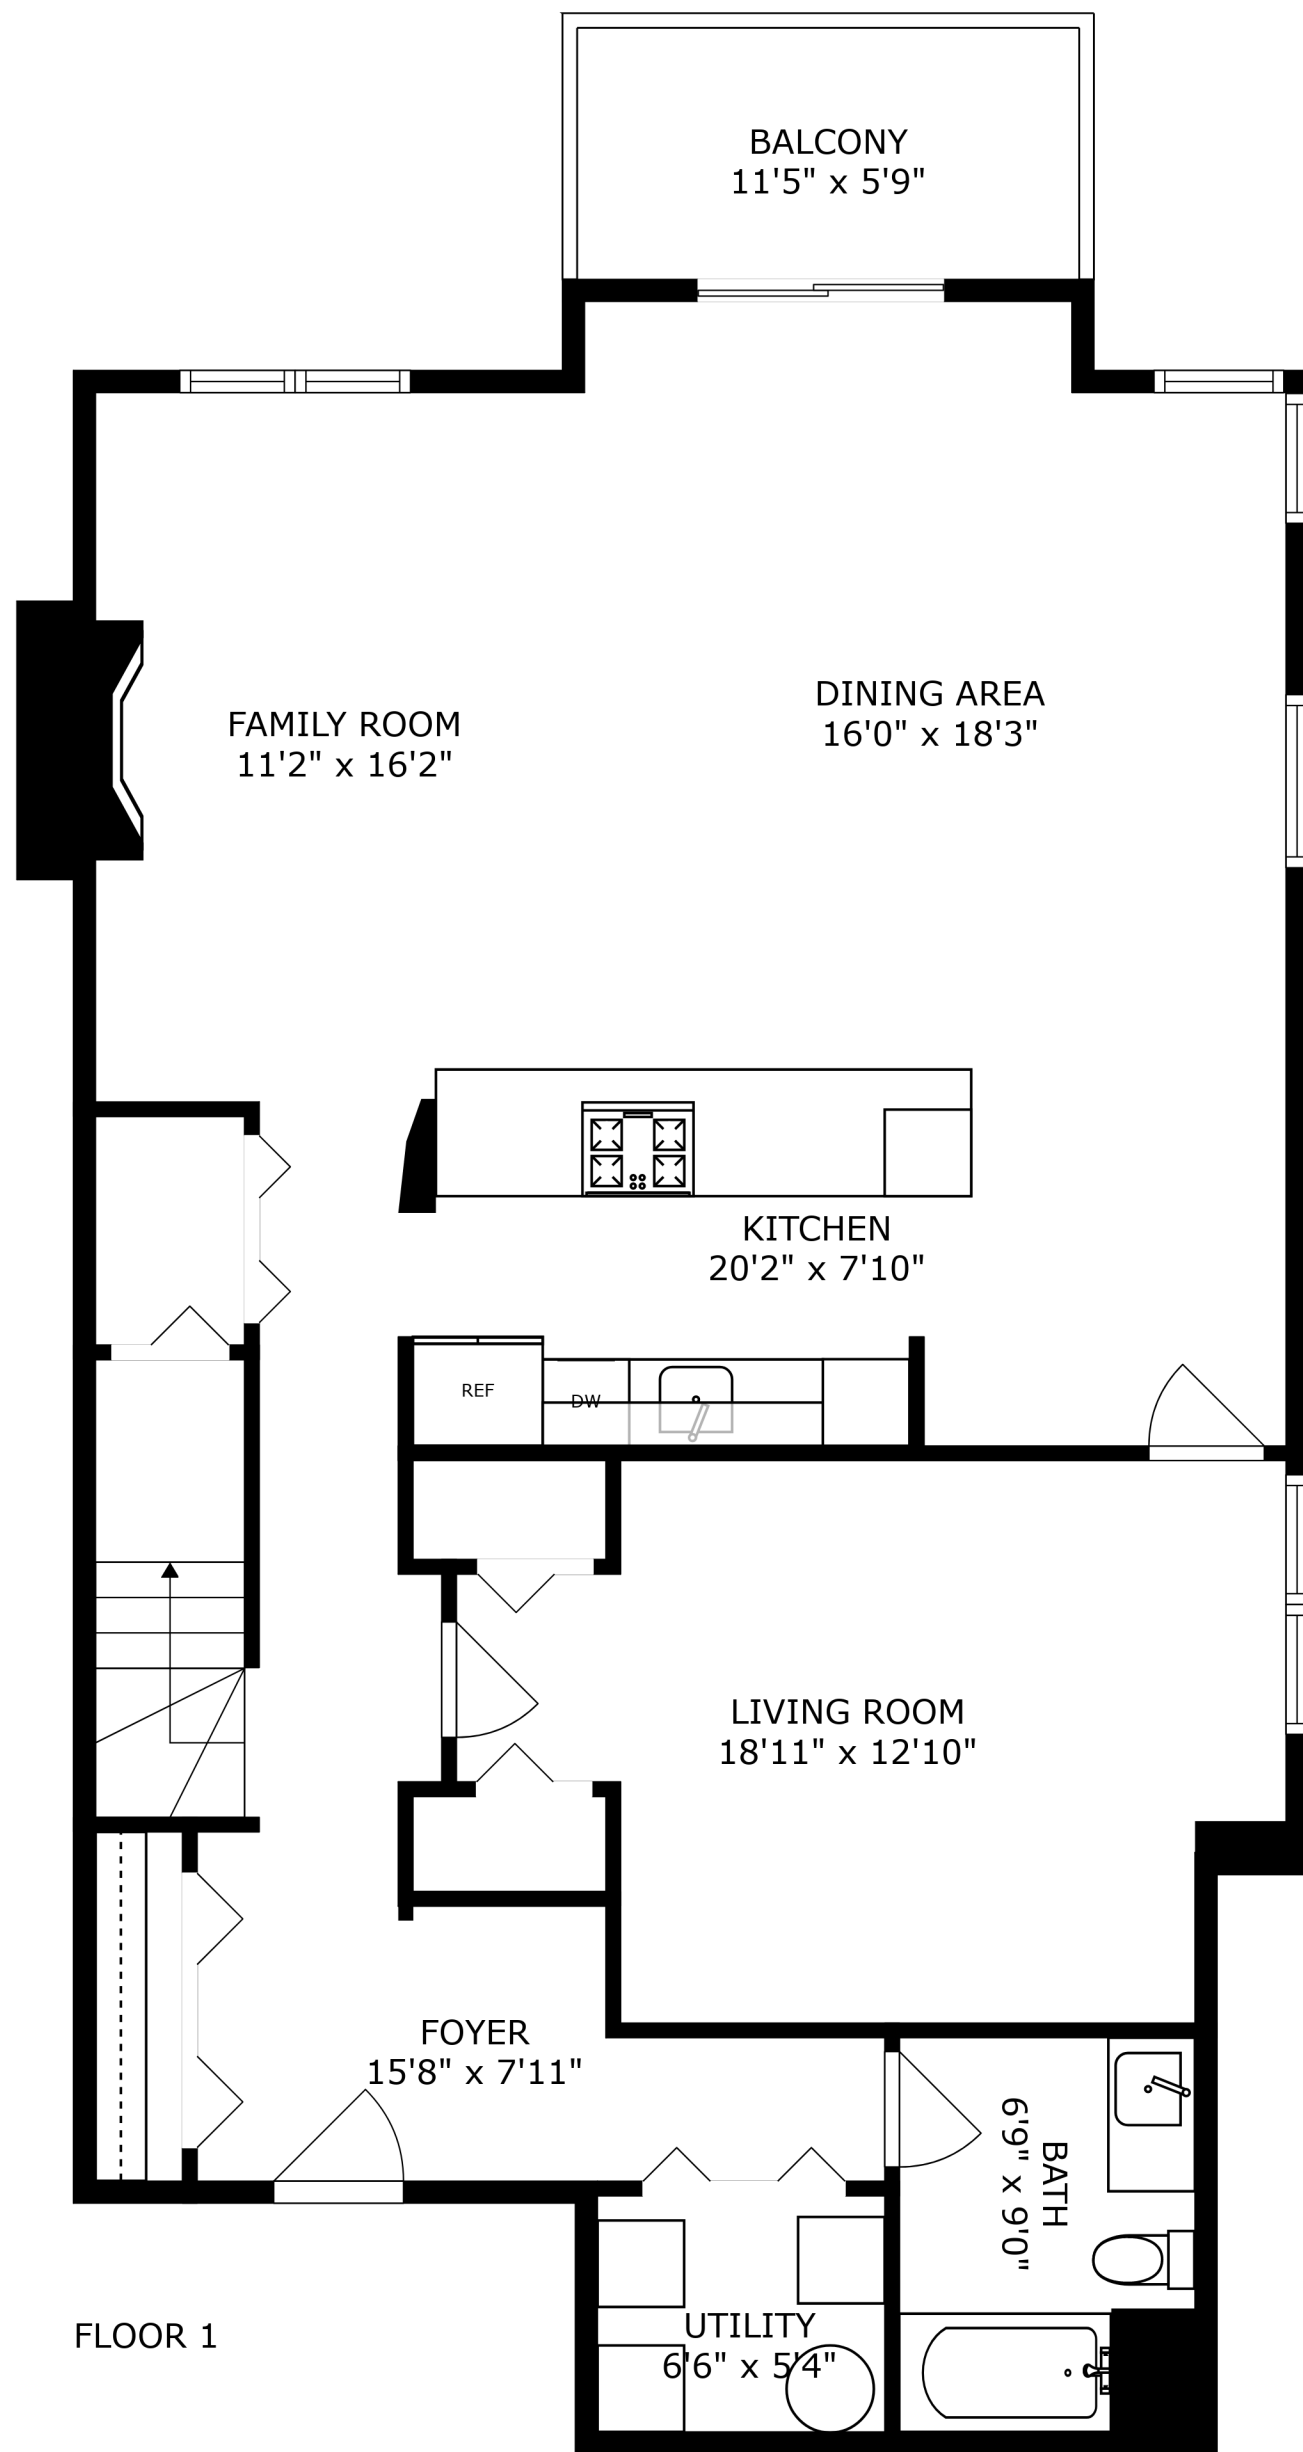 BALCONY
11'5" x 5'9"
DINING AREA
16'0" x 18'3"
FAMILY ROOM
11'2" x 16'2"
KITCHEN
20'2" x 7'10"
REF
DW
LIVING ROOM
18'11" x 12'10"
FOYER
15'8" x 7'11"
BATH
6'9" x 9'0"
UTILITY
6'6" x 5'4"
FLOOR 1